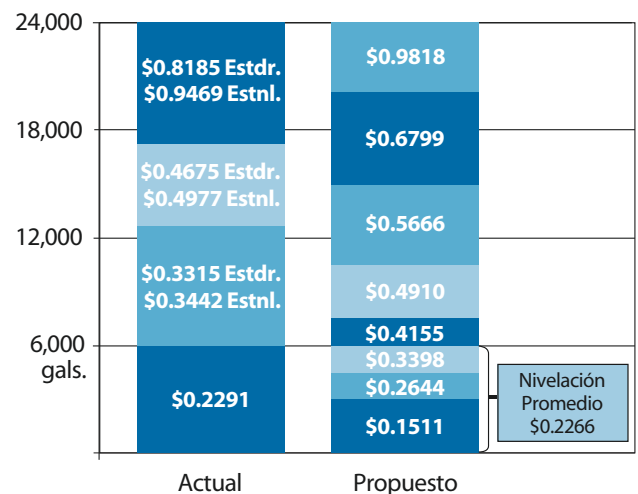 24,000
18,000
12,000
6,000
gals.
$0.8185 Estdr.
$0.9469 Estnl.
$0.4675 Estdr.
$0.4977 Estnl.
$0.3315 Estdr.
$0.3442 Estnl.
$0.2291
$0.9818
$0.6799
$0.5666
$0.4910
$0.4155
$0.3398
$0.2644
$0.1511
Nivelación
Promedio
$0.2266
Actual
Propuesto